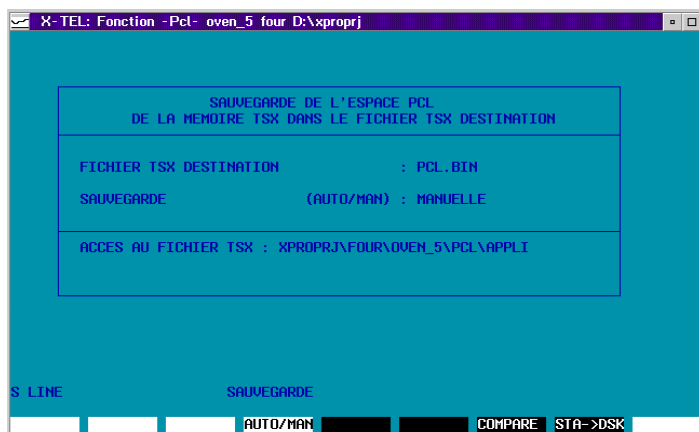 X-TEL: Fonction -Pcl- oven_5 four D:\xproprj
SAUVEGARDE DE L'ESPACE PCL
DE LA MEMOIRE TSX DANS LE FICHIER TSX DESTINATION
FICHIER TSX DESTINATION : PCL.BIN
SAUVEGARDE (AUTO/MAN) : MANUELLE
ACCES AU FICHIER TSX : XPROPRJ\FOUR\OVEN_5\PCL\APPLI
S LINE SAUVEGARDE
AUTO/MAN COMPARE STA->DSK